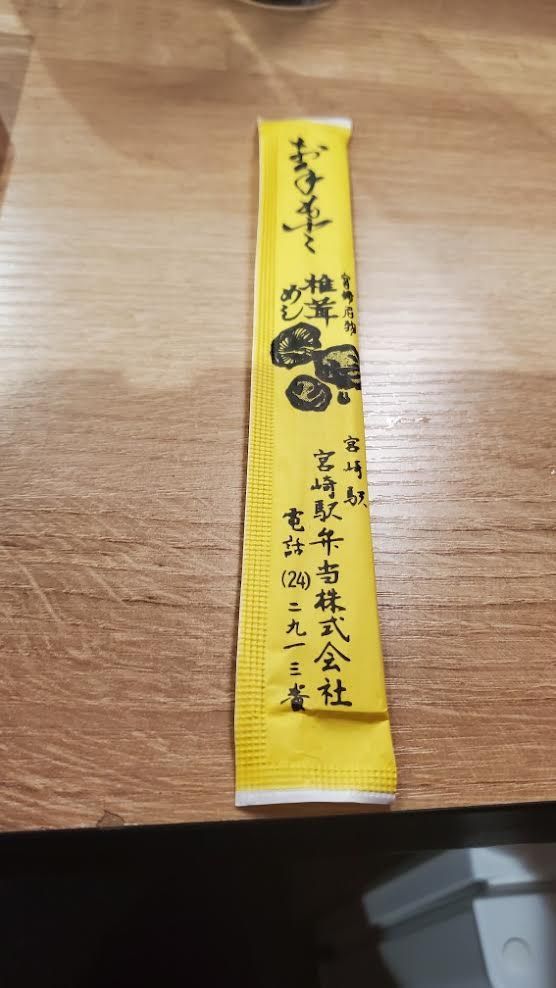 おてもと
宮崎名物
椎茸
めし
宮崎駅
宮崎駅弁当株式会社
電話(24)二九一三番